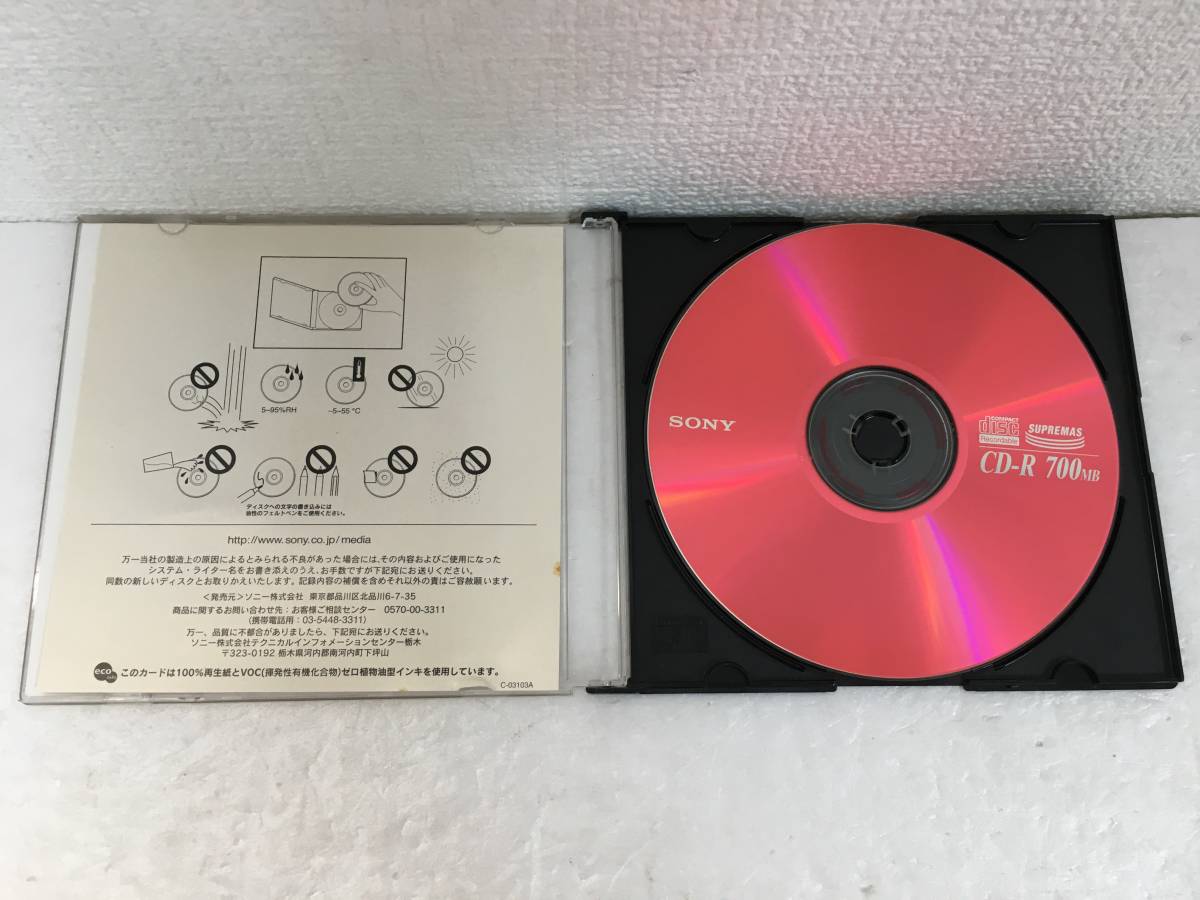 5–95%RH
–5–55 °C
ディスクへの文字の書き込みには
油性のフェルトペンをご使用ください。
http://www.sony.co.jp/media
万一当社の製造上の原因によるとみられる不良があった場合には、その内容およびご使用になった
システム・ライター名をお書き添えのうえ、お手数ですが下記宛にお送りください。
同数の新しいディスクとお取りかえいたします。記録内容の補償を含めそれ以外の責はご容赦願います。
<発売元>ソニー株式会社 東京都品川区北品川6-7-35
商品に関するお問い合わせ先:お客様ご相談センター 0570-00-3311
(携帯電話用:03-5448-3311)
万一、品質に不都合がありましたら、下記宛にお送りください。
ソニー株式会社テクニカルインフォメーションセンター栃木
〒323-0192 栃木県河内郡南河内町下坪山
eco
このカードは100%再生紙とVOC(揮発性有機化合物)ゼロ植物油型インキを使用しています。
C-03103A
SONY
COMPACT
disc
Recordable
SUPREMAS
CD-R 700MB